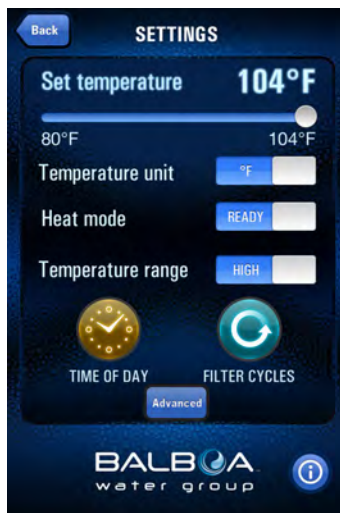 Back
SETTINGS
Set temperature 104°F
80°F 104°F
Temperature unit °F
Heat mode READY
Temperature range HIGH
TIME OF DAY FILTER CYCLES
Advanced
BALBOA
water group
i